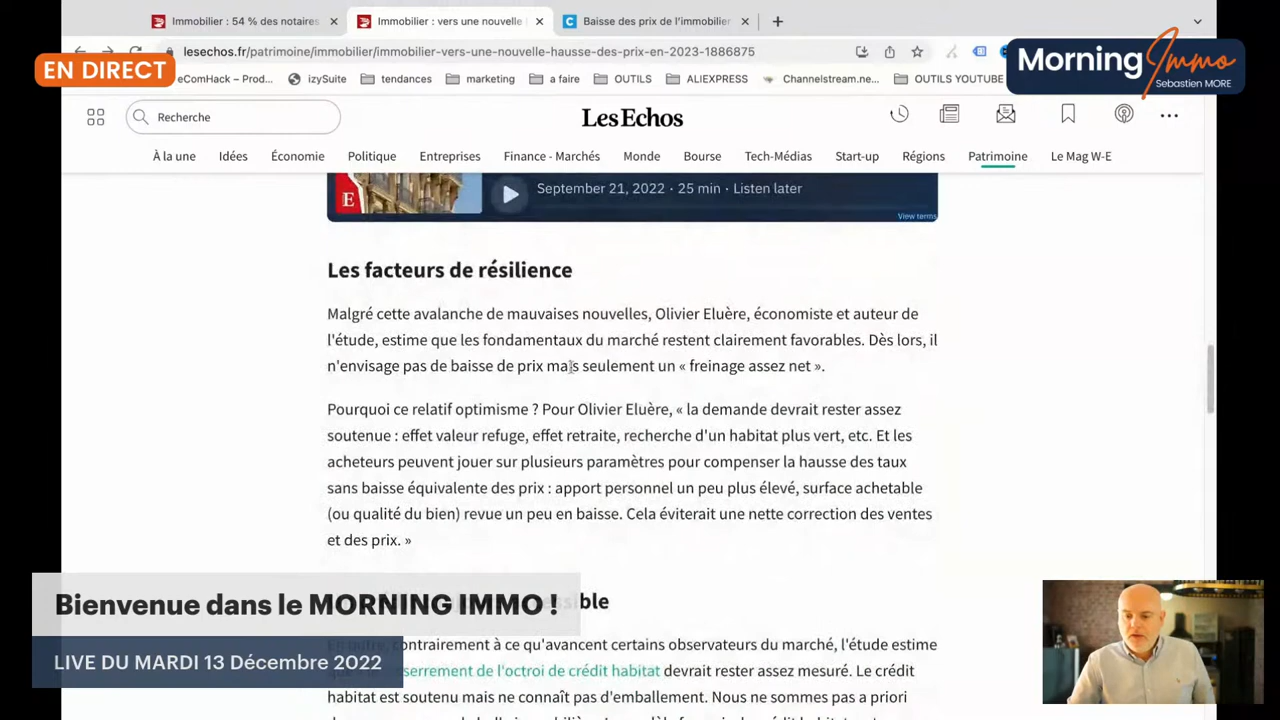 Immobilier : 54 % des notaires
Immobilier : vers une nouvelle
Baisse des prix de l'immobilier
lesechos.fr/patrimoine/immobilier/immobilier-vers-une-nouvelle-hausse-des-prix-en-2023-1886875
EN DIRECT
Morning Immo
Sebastien MORE
eComHack – Prod...
izySuite
tendances
marketing
a faire
OUTILS
ALIEXPRESS
Channelstream.ne...
OUTILS YOUTUBE
Recherche
Les Echos
À la une
Idées
Économie
Politique
Entreprises
Finance - Marchés
Monde
Bourse
Tech-Médias
Start-up
Régions
Patrimoine
Le Mag W-E
E
September 21, 2022 · 25 min · Listen later
View terms
Les facteurs de résilience
Malgré cette avalanche de mauvaises nouvelles, Olivier Eluère, économiste et auteur de
l'étude, estime que les fondamentaux du marché restent clairement favorables. Dès lors, il
n'envisage pas de baisse de prix mais seulement un « freinage assez net ».
Pourquoi ce relatif optimisme ? Pour Olivier Eluère, « la demande devrait rester assez
soutenue : effet valeur refuge, effet retraite, recherche d'un habitat plus vert, etc. Et les
acheteurs peuvent jouer sur plusieurs paramètres pour compenser la hausse des taux
sans baisse équivalente des prix : apport personnel un peu plus élevé, surface achetable
(ou qualité du bien) revue un peu en baisse. Cela éviterait une nette correction des ventes
et des prix. »
Bienvenue dans le MORNING IMMO !
contrairement à ce qu'avancent certains observateurs du marché, l'étude estime
LIVE DU MARDI 13 Décembre 2022
serrement de l'octroi de crédit habitat devrait rester assez mesuré. Le crédit
habitat est soutenu mais ne connaît pas d'emballement. Nous ne sommes pas a priori